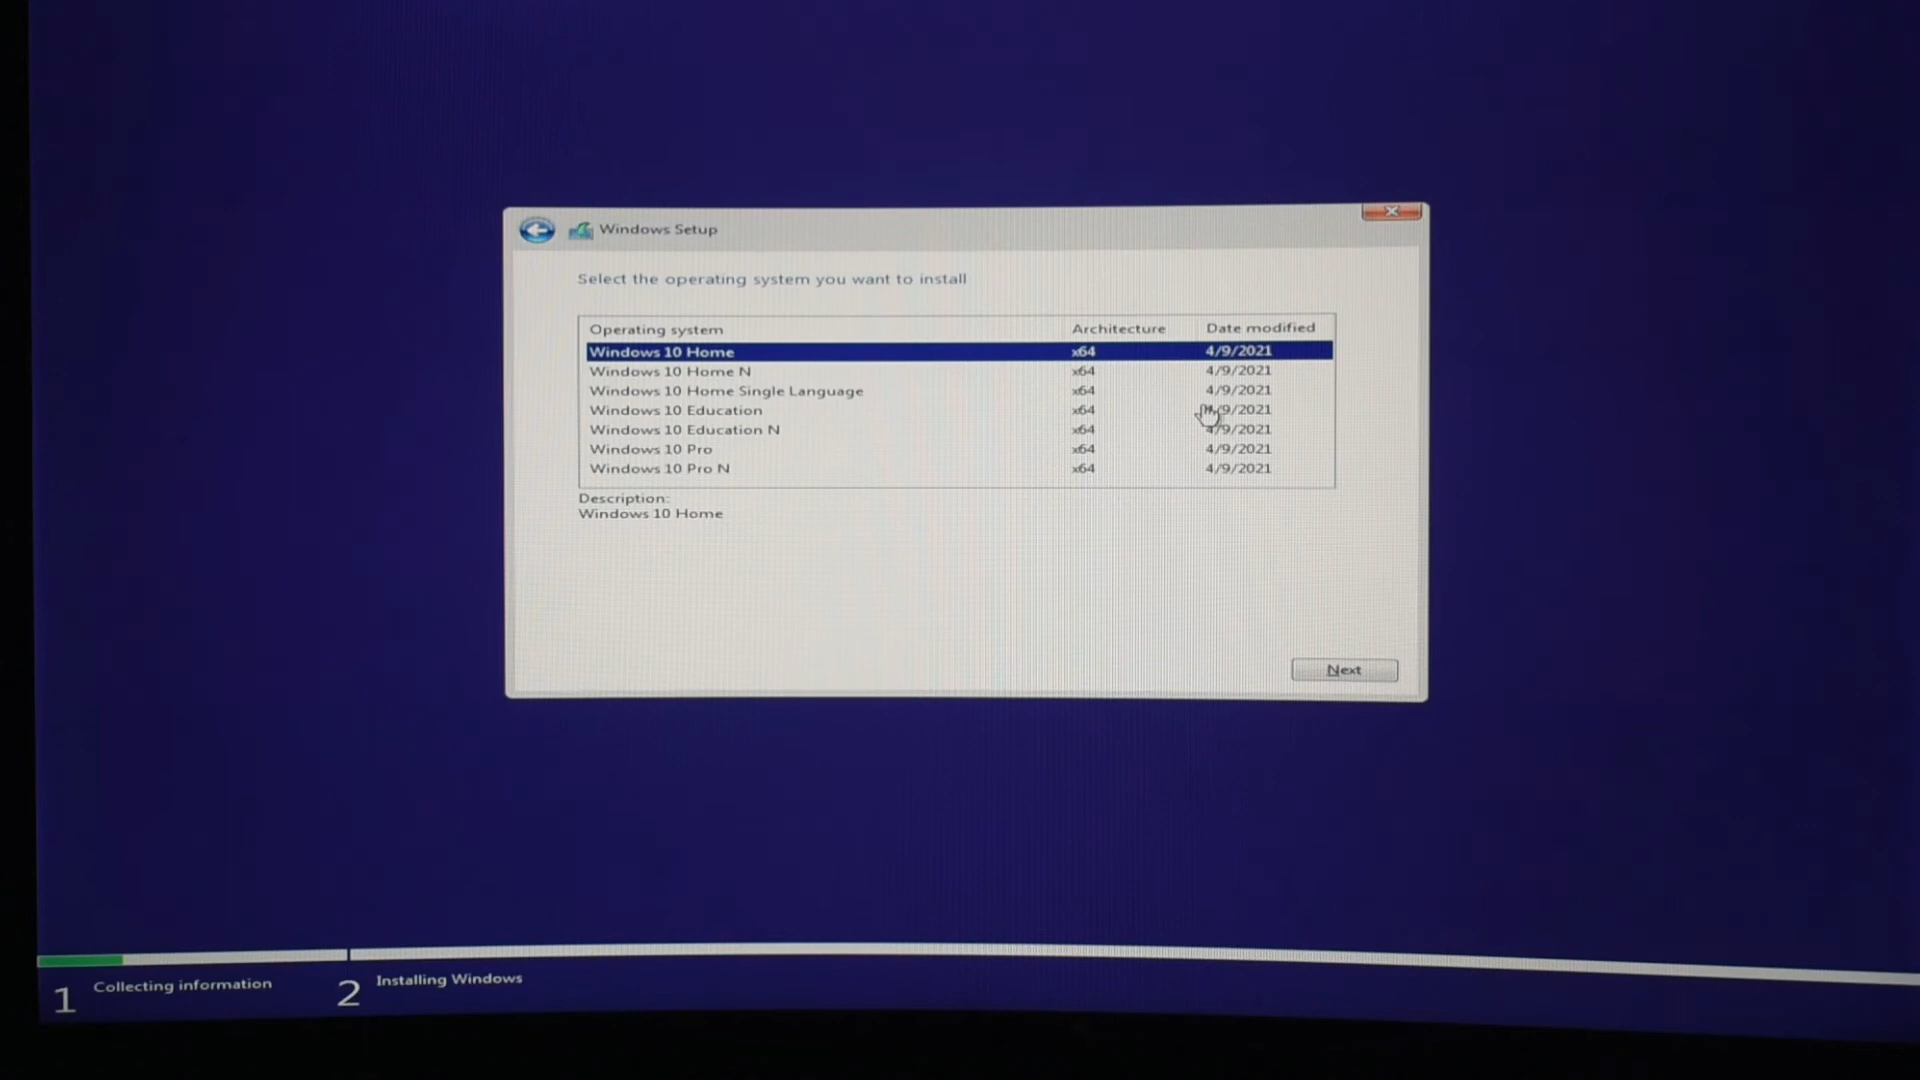 Windows Setup
Select the operating system you want to install
Operating system Architecture Date modified
Windows 10 Home x64 4/9/2021
Windows 10 Home N x64 4/9/2021
Windows 10 Home Single Language x64 4/9/2021
Windows 10 Education x64 /9/2021
Windows 10 Education N x64 4/9/2021
Windows 10 Pro x64 4/9/2021
Windows 10 Pro N x64 4/9/2021
Description:
Windows 10 Home
Next
1 Collecting information 2 Installing Windows